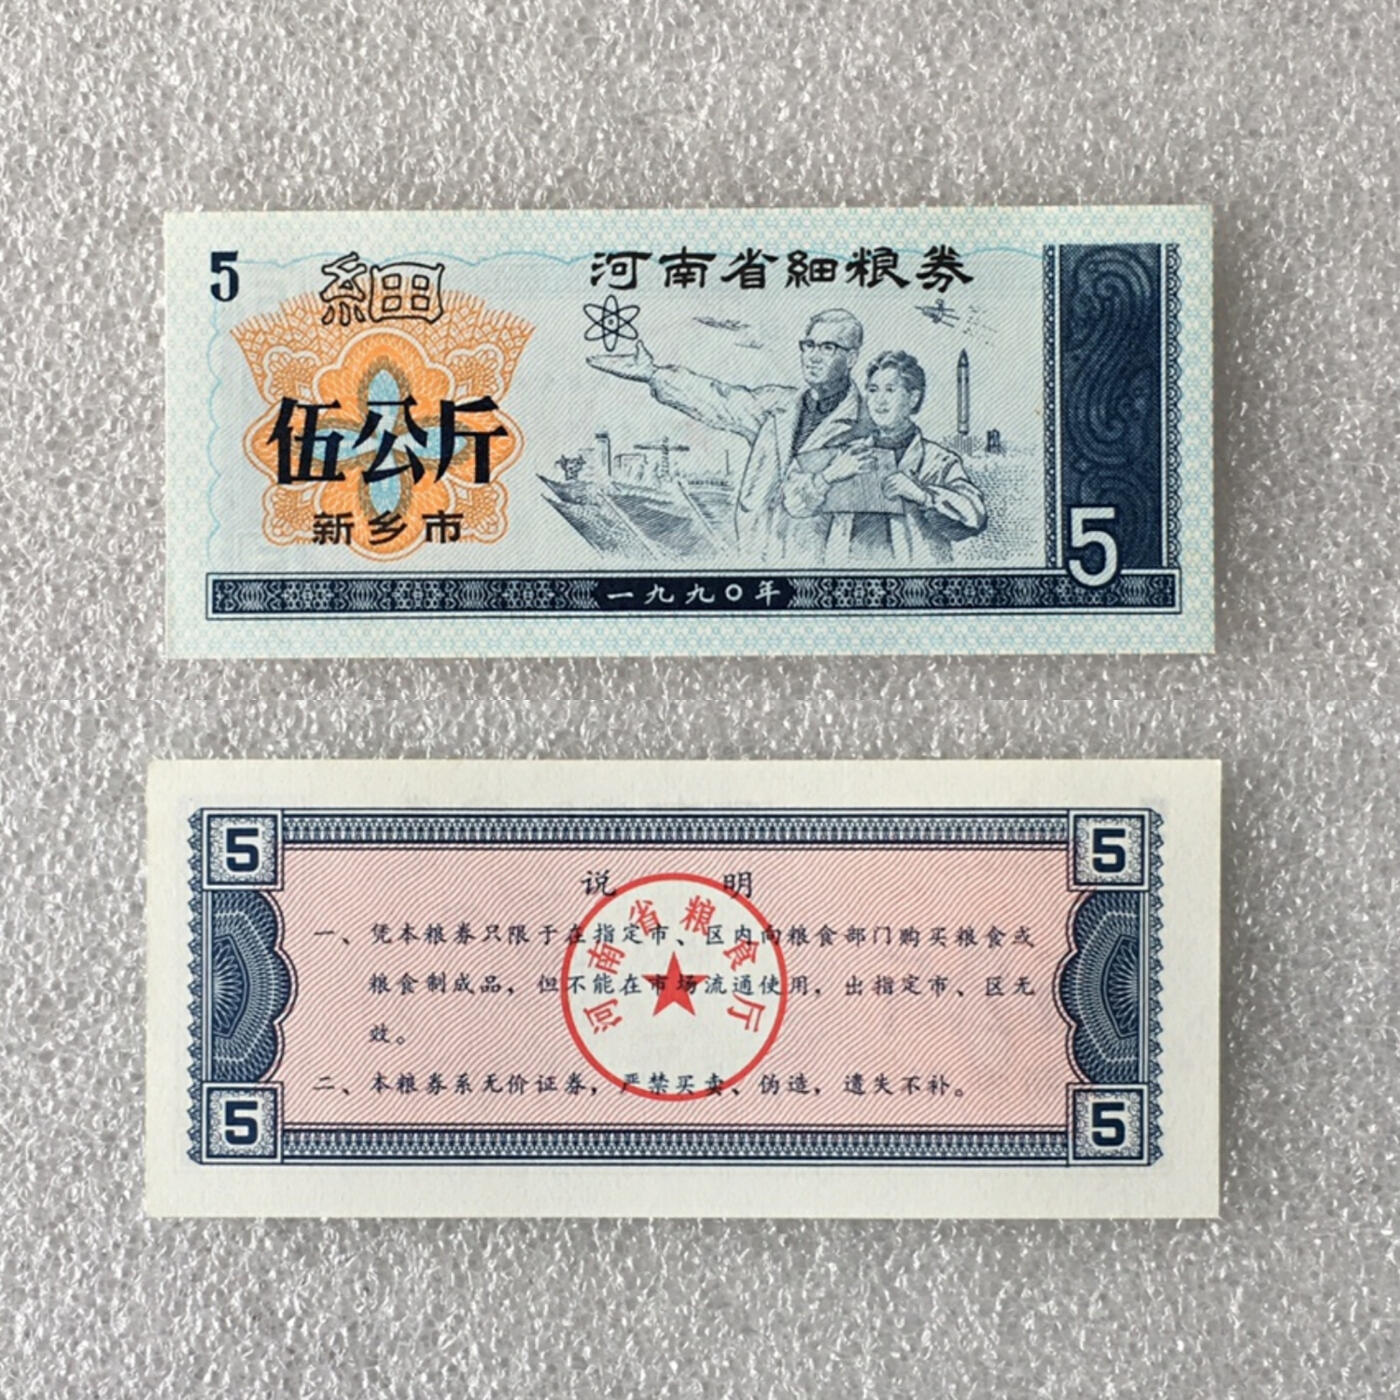 5
細
河南省細粮券
伍公斤
新乡市
5
一九九〇年
5
5
说 明
一、凭本粮券只限于在指定市、区内向粮食部门购买粮食或
粮食制成品，但不能在市场流通使用，出指定市、区无
效。
二、本粮券系无价证券，严禁买卖、伪造，遗失不补。
河南省粮食厅
5
5